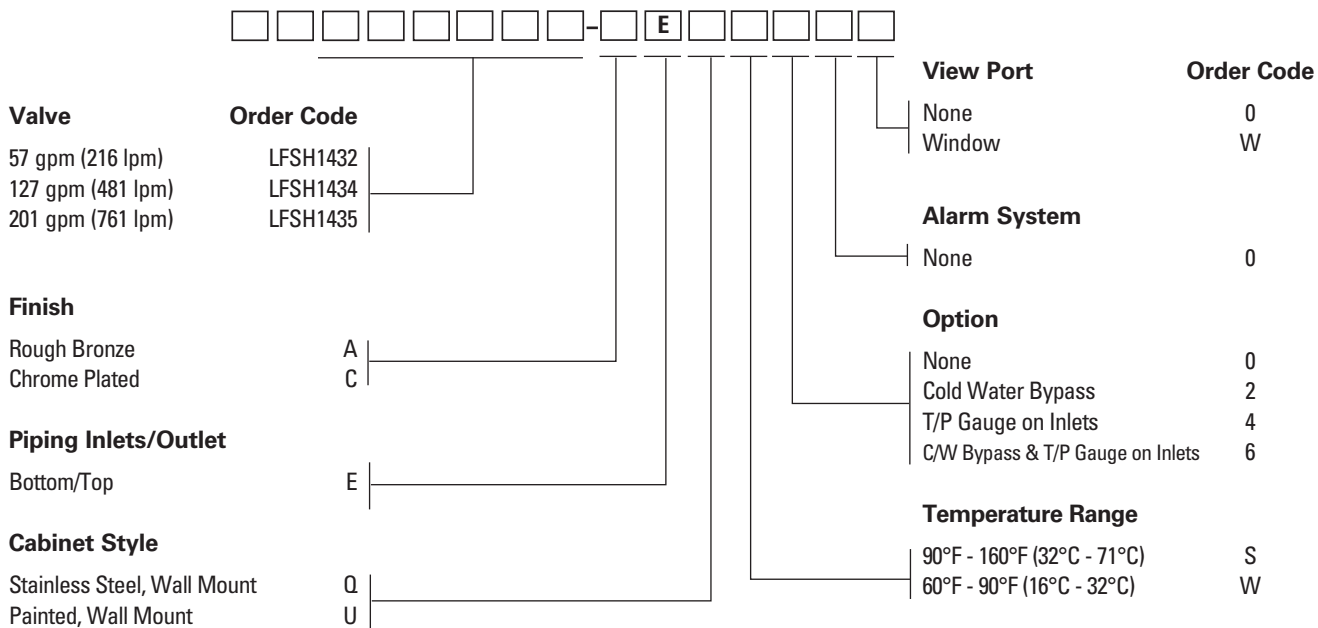 – E
Valve Order Code
57 gpm (216 lpm) LFSH1432
127 gpm (481 lpm) LFSH1434
201 gpm (761 lpm) LFSH1435
Finish
Rough Bronze A
Chrome Plated C
Piping Inlets/Outlet
Bottom/Top E
Cabinet Style
Stainless Steel, Wall Mount Q
Painted, Wall Mount U
View Port Order Code
None 0
Window W
Alarm System
None 0
Option
None 0
Cold Water Bypass 2
T/P Gauge on Inlets 4
C/W Bypass & T/P Gauge on Inlets 6
Temperature Range
90°F - 160°F (32°C - 71°C) S
60°F - 90°F (16°C - 32°C) W